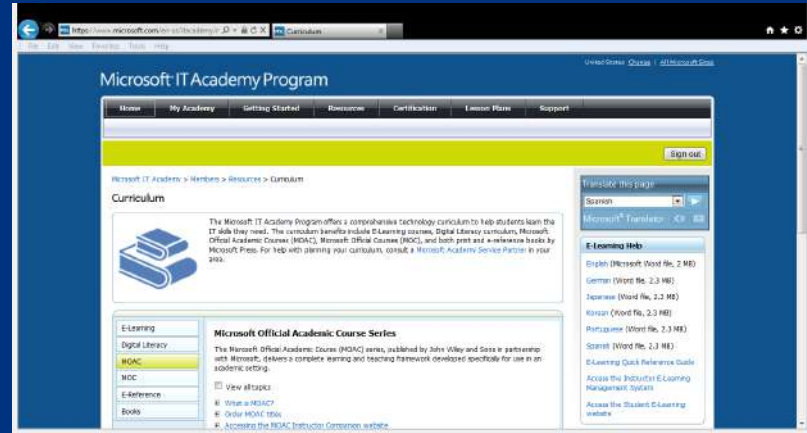 https://www.microsoft.com/en-us/itacademy/
Curriculum
File Edit View Favorites Tools Help
United States Change | All Microsoft Sites
Microsoft IT Academy Program
Home My Academy Getting Started Resources Certification Lesson Plans Support
Sign out
Microsoft IT Academy > Members > Resources > Curriculum
Curriculum
The Microsoft IT Academy Program offers a comprehensive technology curriculum to help students learn the
IT skills they need. The curriculum benefits include E-Learning courses, Digital Literacy curriculum, Microsoft
Official Academic Courses (MOAC), Microsoft Official Courses (MOC), and both print and e-reference books by
Microsoft Press. For help with planning your curriculum, consult a Microsoft Academy Service Partner in your
area.
Translate this page
Spanish
Microsoft® Translator
E-Learning Help
English (Microsoft Word file, 2 MB)
German (Word file, 2.3 MB)
Japanese (Word file, 2.3 MB)
Korean (Word file, 2.3 MB)
Portuguese (Word file, 2.3 MB)
Spanish (Word file, 2.3 MB)
E-Learning Quick Reference Guide
Access the Instructor E-Learning
Management System
Access the Student E-Learning
website
E-Learning
Digital Literacy
MOAC
MOC
E-Reference
Books
Microsoft Official Academic Course Series
The Microsoft Official Academic Course (MOAC) series, published by John Wiley and Sons in partnership
with Microsoft, delivers a complete learning and teaching framework developed specifically for use in an
academic setting.
View all topics
What is MOAC?
Order MOAC titles
Accessing the MOAC Instructor Companion website